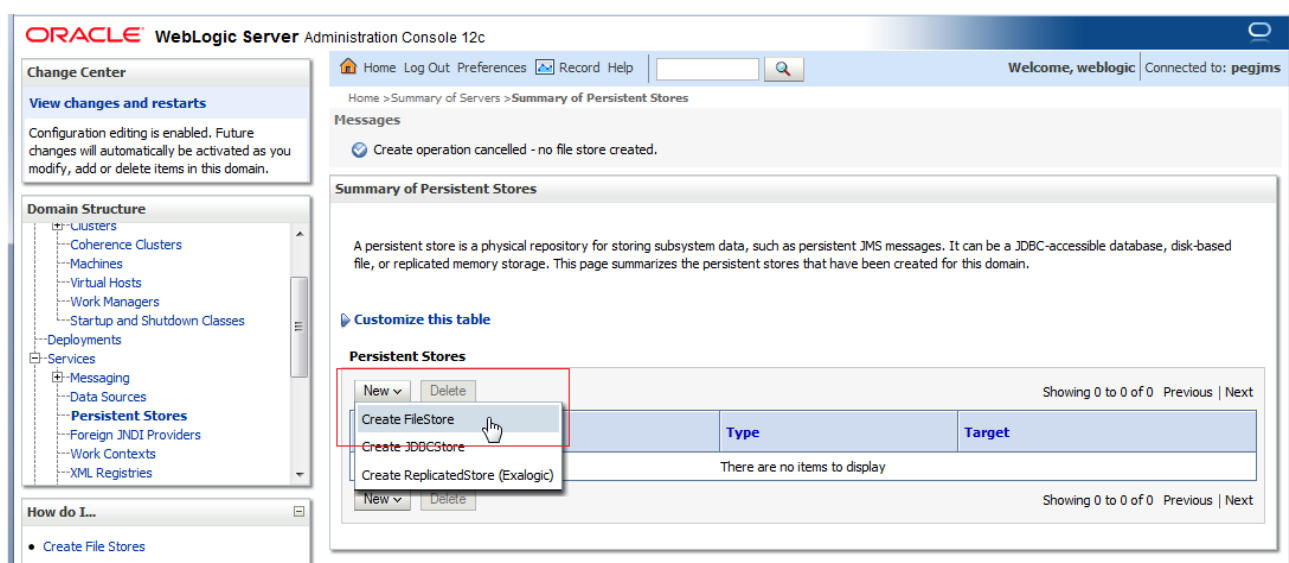 ORACLE WebLogic Server Administration Console 12c
Change Center
View changes and restarts
Configuration editing is enabled. Future
changes will automatically be activated as you
modify, add or delete items in this domain.
Domain Structure
Clusters
Coherence Clusters
Machines
Virtual Hosts
Work Managers
Startup and Shutdown Classes
Deployments
Services
Messaging
Data Sources
Persistent Stores
Foreign JNDI Providers
Work Contexts
XML Registries
How do I...
Create File Stores
Home Log Out Preferences Record Help
Welcome, weblogic Connected to: pegjms
Home >Summary of Servers >Summary of Persistent Stores
Messages
Create operation cancelled - no file store created.
Summary of Persistent Stores
A persistent store is a physical repository for storing subsystem data, such as persistent JMS messages. It can be a JDBC-accessible database, disk-based
file, or replicated memory storage. This page summarizes the persistent stores that have been created for this domain.
Customize this table
Persistent Stores
New Delete
Showing 0 to 0 of 0 Previous | Next
Create FileStore
Create JDBCStore
Create ReplicatedStore (Exalogic)
Type Target
There are no items to display
New Delete
Showing 0 to 0 of 0 Previous | Next